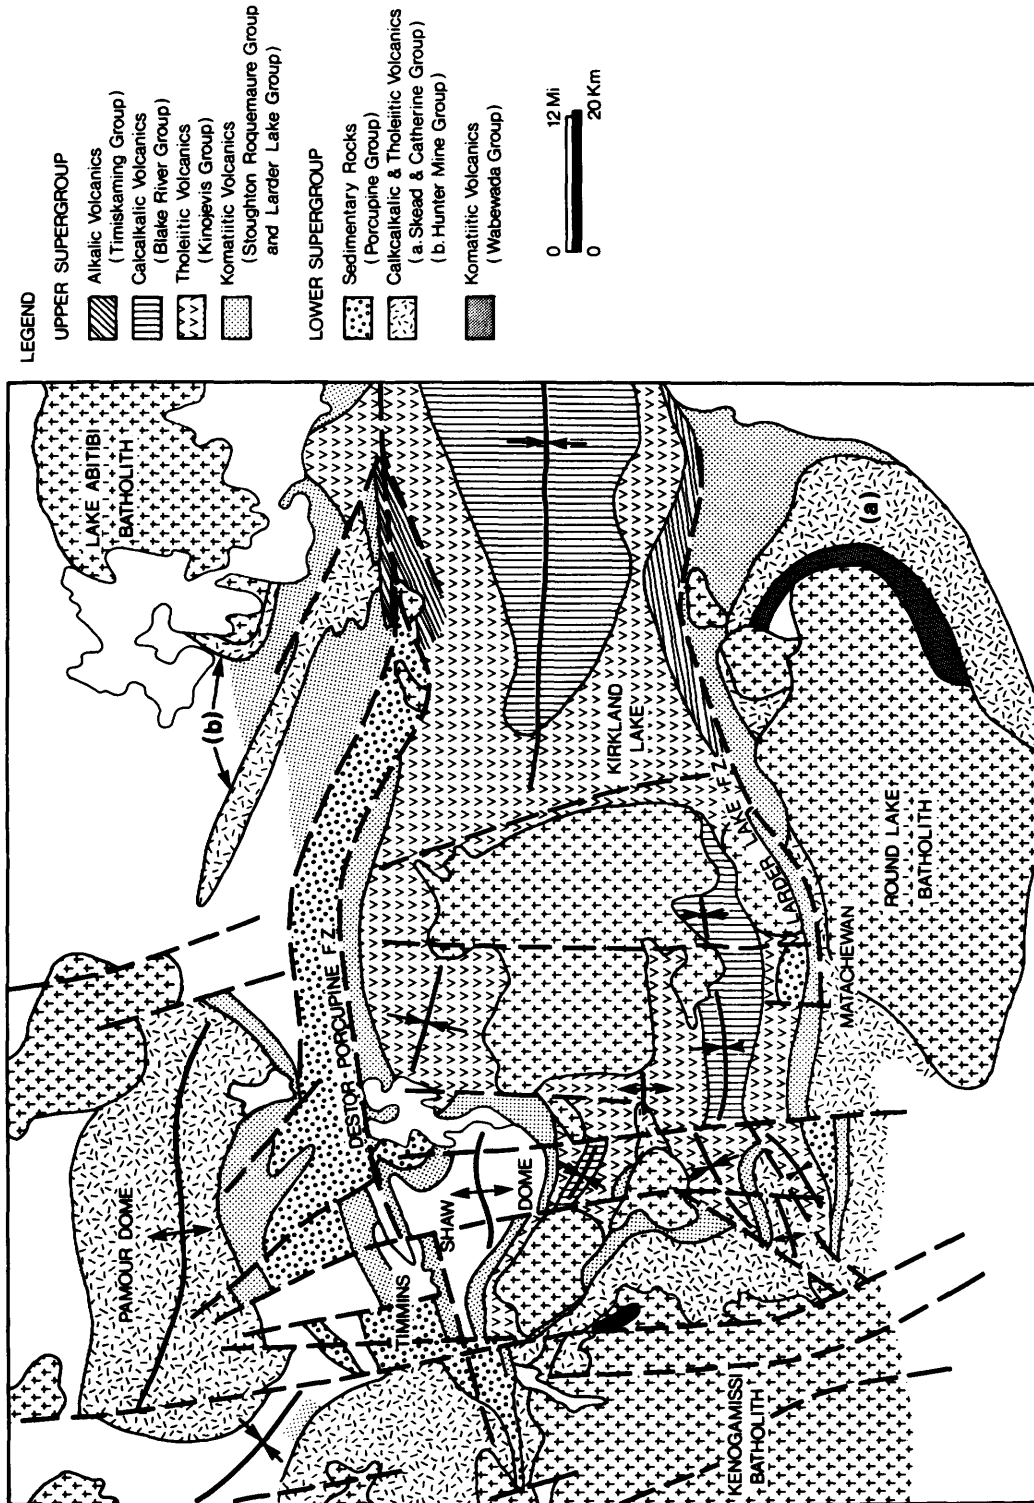 LEGEND
UPPER SUPERGROUP
Alkalic Volcanics
(Timiskaming Group)
Calcalkalic Volcanics
(Blake River Group)
Tholeiitic Volcanics
(Kinojevis Group)
Komatiitic Volcanics
(Stoughton Roquemaure Group
and Larder Lake Group)
LOWER SUPERGROUP
Sedimentary Rocks
(Porcupine Group)
Calkcalkalic & Tholeiitic Volcanics
(a. Skead & Catherine Group)
(b. Hunter Mine Group)
Komatiitic Volcanics
(Wabewada Group)
0 12 Mi
0 20 Km
PAMOUR DOME
LAKE ABITIBI
BATHOLITH
(b)
DESTOR PORCUPINE F.Z.
TIMMINS
SHAW
DOME
KIRKLAND
LAKE
LARDER LAKE F.Z.
MATACHEWAN
(a)
ROUND LAKE
BATHOLITH
KENOGAMISSI
BATHOLITH